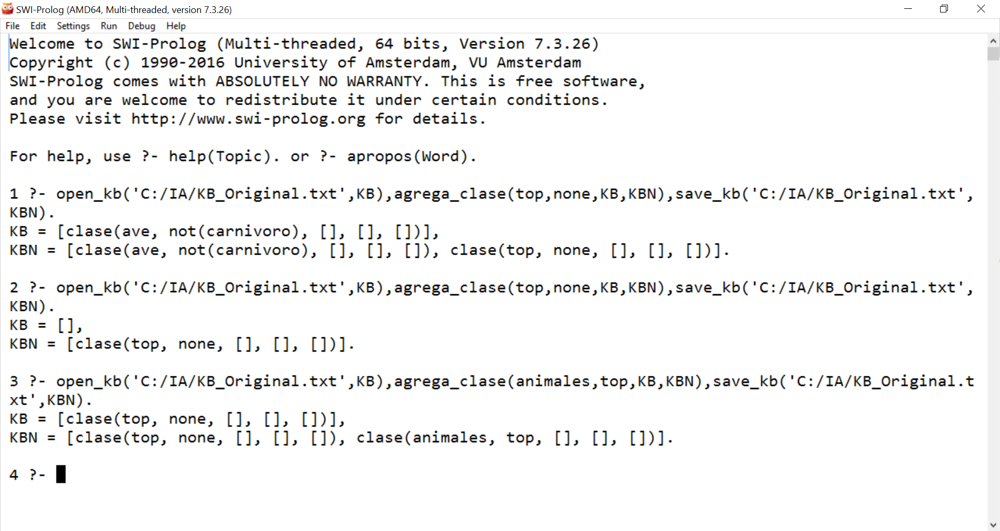 SWI-Prolog (AMD64, Multi-threaded, version 7.3.26)
File Edit Settings Run Debug Help
Welcome to SWI-Prolog (Multi-threaded, 64 bits, Version 7.3.26)
Copyright (c) 1990-2016 University of Amsterdam, VU Amsterdam
SWI-Prolog comes with ABSOLUTELY NO WARRANTY. This is free software,
and you are welcome to redistribute it under certain conditions.
Please visit http://www.swi-prolog.org for details.
For help, use ?- help(Topic). or ?- apropos(Word).
1 ?- open_kb('C:/IA/KB_Original.txt',KB),agrega_clase(top,none,KB,KBN),save_kb('C:/IA/KB_Original.txt',
KBN).
KB = [clase(ave, not(carnivoro), [], [], [])],
KBN = [clase(ave, not(carnivoro), [], [], []), clase(top, none, [], [], [])].
2 ?- open_kb('C:/IA/KB_Original.txt',KB),agrega_clase(top,none,KB,KBN),save_kb('C:/IA/KB_Original.txt',
KBN).
KB = [],
KBN = [clase(top, none, [], [], [])].
3 ?- open_kb('C:/IA/KB_Original.txt',KB),agrega_clase(animales,top,KB,KBN),save_kb('C:/IA/KB_Original.t
xt',KBN).
KB = [clase(top, none, [], [], [])],
KBN = [clase(top, none, [], [], []), clase(animales, top, [], [], [])].
4 ?-